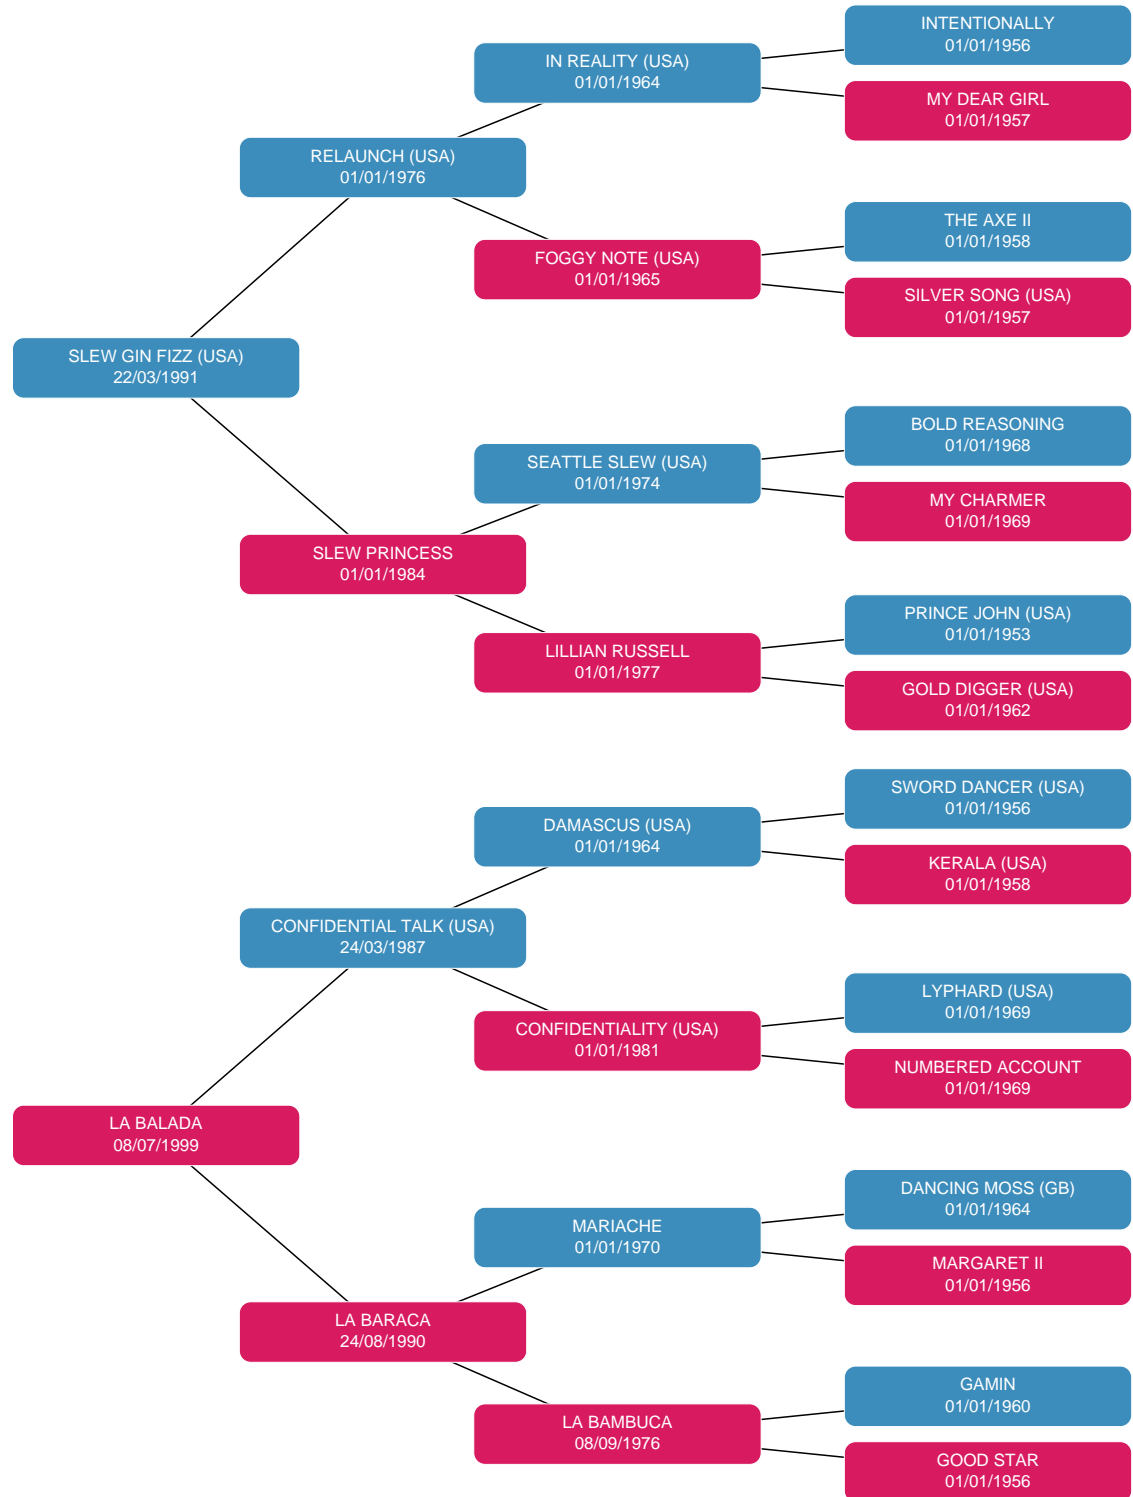 INTENTIONALLY
01/01/1956
IN REALITY (USA)
01/01/1964
MY DEAR GIRL
01/01/1957
RELAUNCH (USA)
01/01/1976
THE AXE II
01/01/1958
FOGGY NOTE (USA)
01/01/1965
SILVER SONG (USA)
01/01/1957
SLEW GIN FIZZ (USA)
22/03/1991
BOLD REASONING
01/01/1968
SEATTLE SLEW (USA)
01/01/1974
MY CHARMER
01/01/1969
SLEW PRINCESS
01/01/1984
PRINCE JOHN (USA)
01/01/1953
LILLIAN RUSSELL
01/01/1977
GOLD DIGGER (USA)
01/01/1962
SWORD DANCER (USA)
01/01/1956
DAMASCUS (USA)
01/01/1964
KERALA (USA)
01/01/1958
CONFIDENTIAL TALK (USA)
24/03/1987
LYPHARD (USA)
01/01/1969
CONFIDENTIALITY (USA)
01/01/1981
NUMBERED ACCOUNT
01/01/1969
LA BALADA
08/07/1999
DANCING MOSS (GB)
01/01/1964
MARIACHE
01/01/1970
MARGARET II
01/01/1956
LA BARACA
24/08/1990
GAMIN
01/01/1960
LA BAMBUCA
08/09/1976
GOOD STAR
01/01/1956